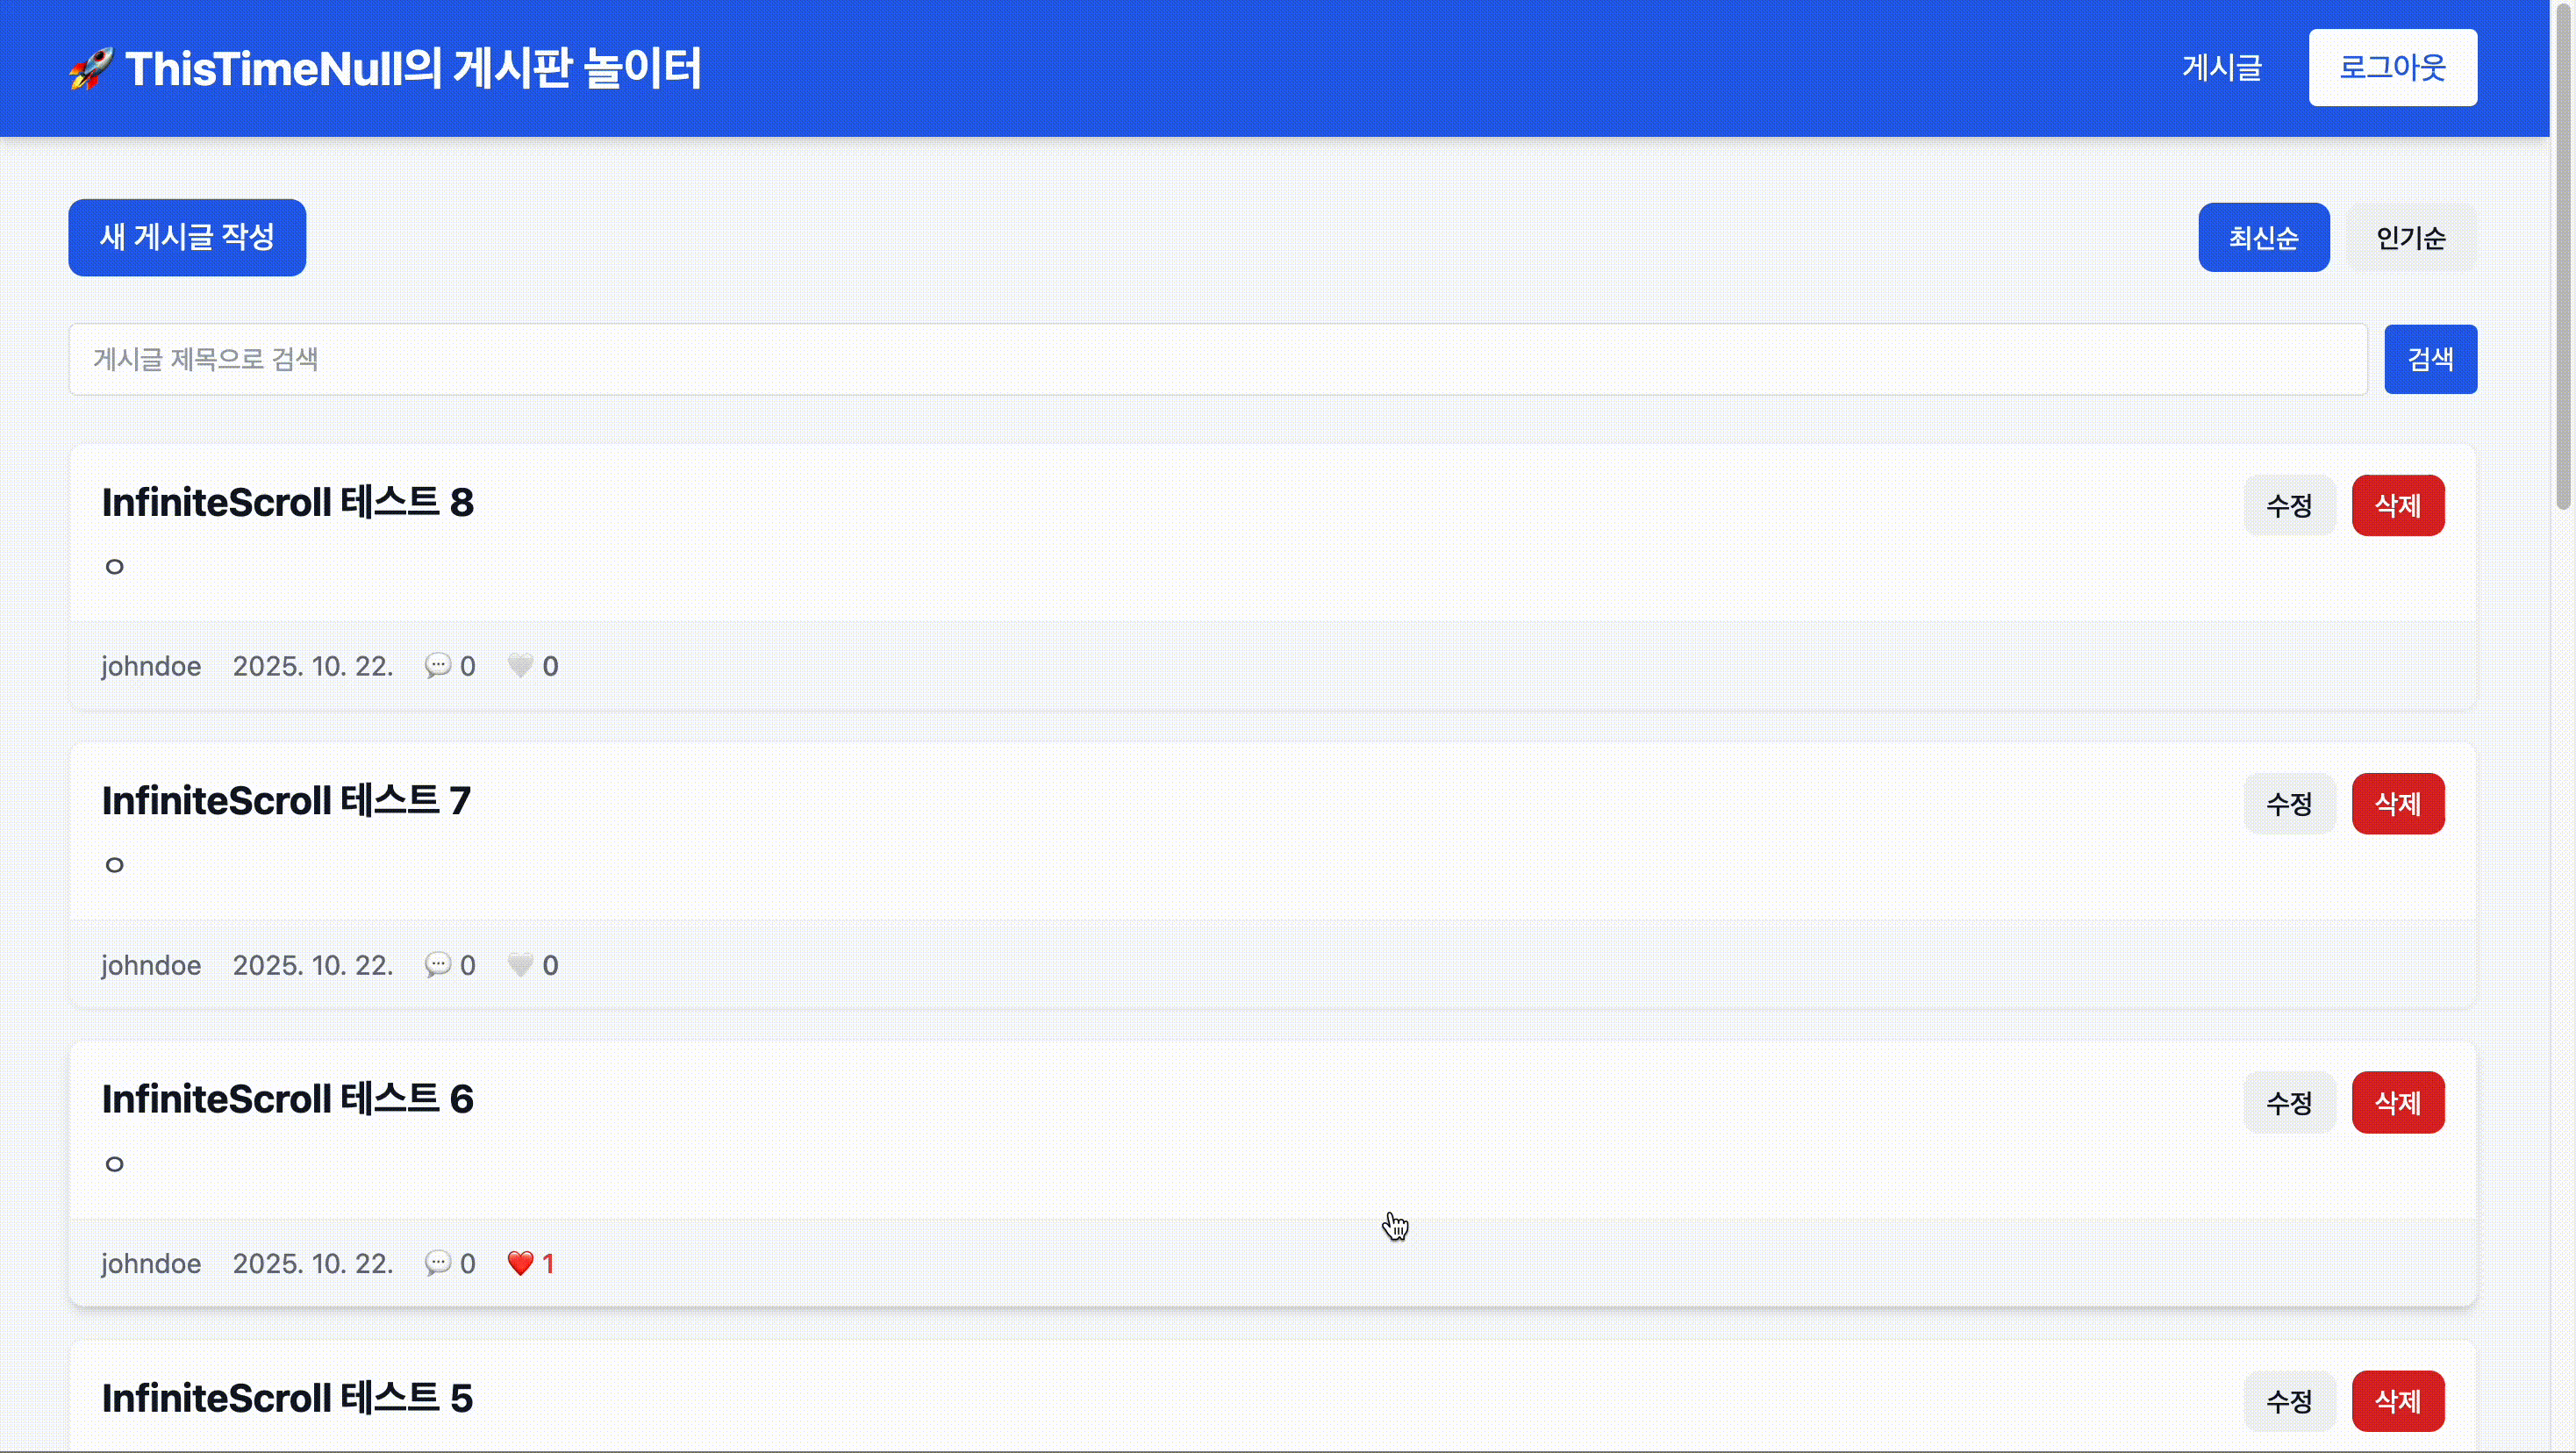 🚀 ThisTimeNull의 게시판 놀이터 게시글 로그아웃
새 게시글 작성 최신순 인기순
게시글 제목으로 검색 검색
InfiniteScroll 테스트 8 수정 삭제
ㅇ
johndoe 2025. 10. 22. 💬 0 🤍 0
InfiniteScroll 테스트 7 수정 삭제
ㅇ
johndoe 2025. 10. 22. 💬 0 🤍 0
InfiniteScroll 테스트 6 수정 삭제
ㅇ
johndoe 2025. 10. 22. 💬 0 ❤️ 1
InfiniteScroll 테스트 5 수정 삭제